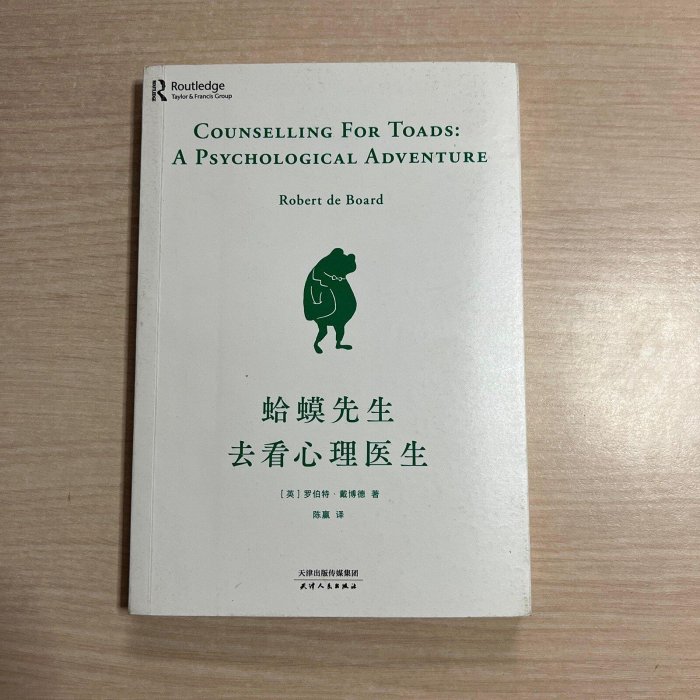 Routledge
Taylor & Francis Group
COUNSELLING FOR TOADS:
A PSYCHOLOGICAL ADVENTURE
Robert de Board
蛤蟆先生
去看心理医生
［英］罗伯特·戴博德 著
陈赢 译
天津出版传媒集团
天津人民出版社